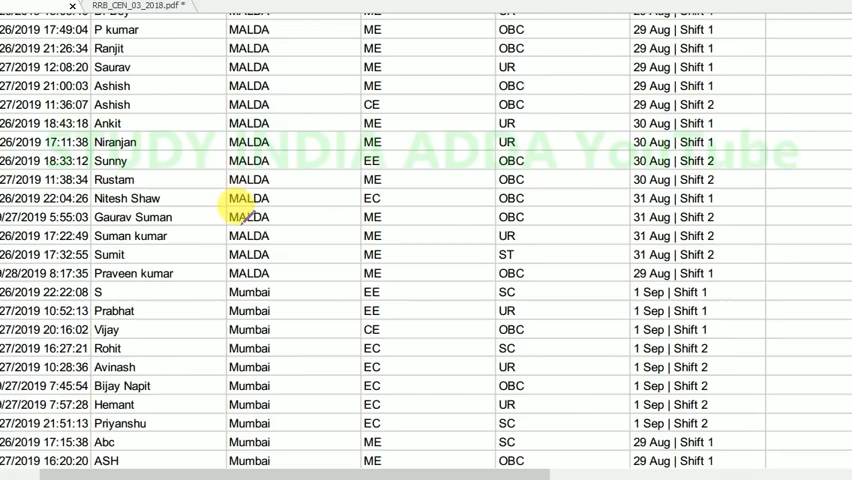 × RRB_CEN_03_2018.pdf *
26/2019 17:49:04 P kumar MALDA ME OBC 29 Aug | Shift 1
26/2019 21:26:34 Ranjit MALDA ME OBC 29 Aug | Shift 1
27/2019 12:08:20 Saurav MALDA ME UR 29 Aug | Shift 1
27/2019 21:00:03 Ashish MALDA ME OBC 29 Aug | Shift 1
27/2019 11:36:07 Ashish MALDA CE OBC 29 Aug | Shift 2
26/2019 18:43:18 Ankit MALDA ME UR 30 Aug | Shift 1
26/2019 17:11:38 Niranjan MALDA ME UR 30 Aug | Shift 1
STUDY INDIA ADDA YouTube
26/2019 18:33:12 Sunny MALDA EE OBC 30 Aug | Shift 2
27/2019 11:38:34 Rustam MALDA ME OBC 30 Aug | Shift 2
26/2019 22:04:26 Nitesh Shaw MALDA EC OBC 31 Aug | Shift 1
/27/2019 5:55:03 Gaurav Suman MALDA ME OBC 31 Aug | Shift 2
26/2019 17:22:49 Suman kumar MALDA ME UR 31 Aug | Shift 2
26/2019 17:32:55 Sumit MALDA ME ST 31 Aug | Shift 2
/28/2019 8:17:35 Praveen kumar MALDA ME OBC 29 Aug | Shift 1
26/2019 22:22:08 S Mumbai EE SC 1 Sep | Shift 1
27/2019 10:52:13 Prabhat Mumbai EE UR 1 Sep | Shift 1
27/2019 20:16:02 Vijay Mumbai CE OBC 1 Sep | Shift 1
27/2019 16:27:21 Rohit Mumbai EC SC 1 Sep | Shift 2
27/2019 10:28:36 Avinash Mumbai EC UR 1 Sep | Shift 2
/27/2019 7:45:54 Bijay Napit Mumbai EC OBC 1 Sep | Shift 2
/27/2019 7:57:28 Hemant Mumbai EC UR 1 Sep | Shift 2
27/2019 21:51:13 Priyanshu Mumbai EC SC 1 Sep | Shift 2
26/2019 17:15:38 Abc Mumbai ME SC 29 Aug | Shift 1
27/2019 16:20:20 ASH Mumbai ME OBC 29 Aug | Shift 1